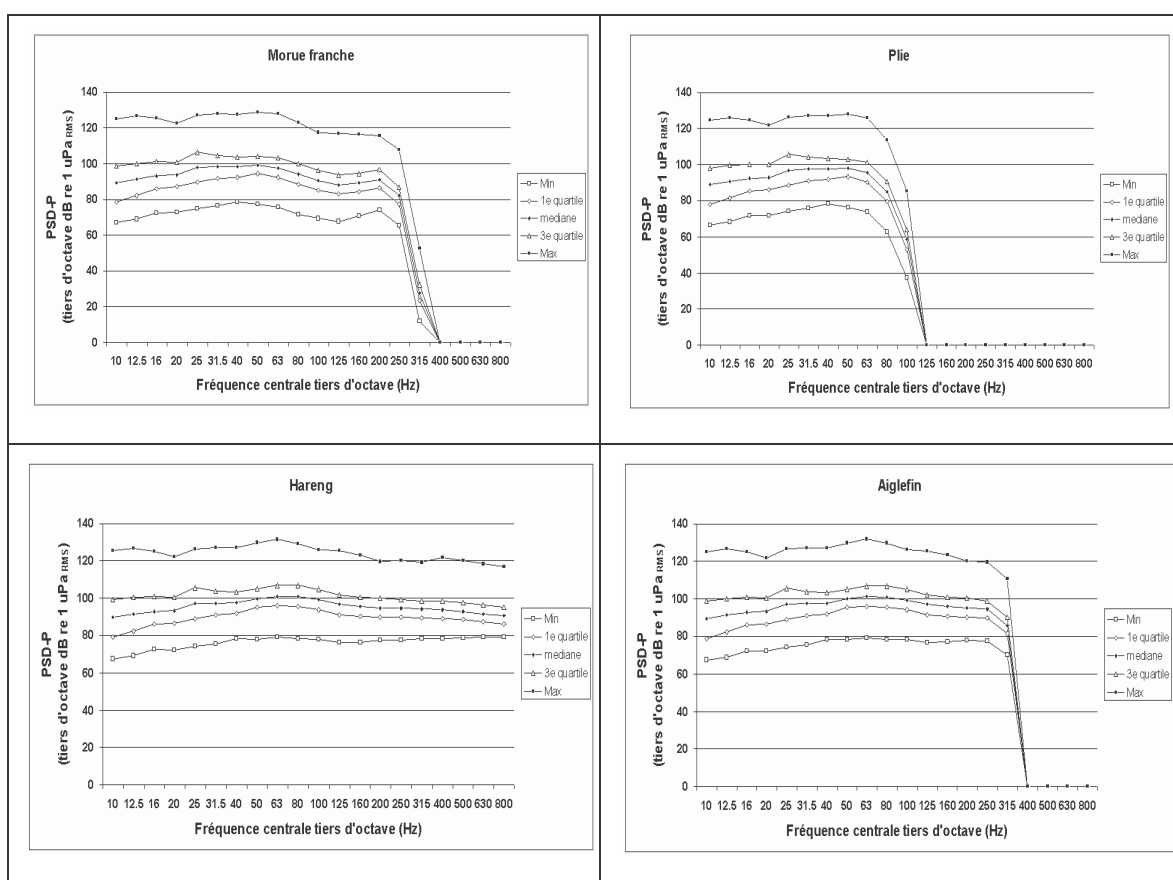 Morue franche
140
120
100
80
60
40
20
0
PSD-P
(tiers d'octave dB re 1 uPa RMS)
10 12.5 16 20 25 31.5 40 50 63 80 100 125 160 200 250 315 400 500 630 800
Fréquence centrale tiers d'octave (Hz)
Min
1e quartile
mediane
3e quartile
Max
Plie
140
120
100
80
60
40
20
0
PSD-P
(tiers d'octave dB re 1 uPa RMS)
10 12.5 16 20 25 31.5 40 50 63 80 100 125 160 200 250 315 400 500 630 800
Fréquence centrale tiers d'octave (Hz)
Min
1e quartile
mediane
3e quartile
Max
Hareng
140
120
100
80
60
40
20
0
PSD-P
(tiers d'octave dB re 1 uPa RMS)
10 12.5 16 20 25 31.5 40 50 63 80 100 125 160 200 250 315 400 500 630 800
Fréquence centrale tiers d'octave (Hz)
Min
1e quartile
mediane
3e quartile
Max
Aiglefin
140
120
100
80
60
40
20
0
PSD-P
(tiers d'octave dB re 1 uPa RMS)
10 12.5 16 20 25 31.5 40 50 63 80 100 125 160 200 250 315 400 500 630 800
Fréquence centrale tiers d'octave (Hz)
Min
1e quartile
mediane
3e quartile
Max